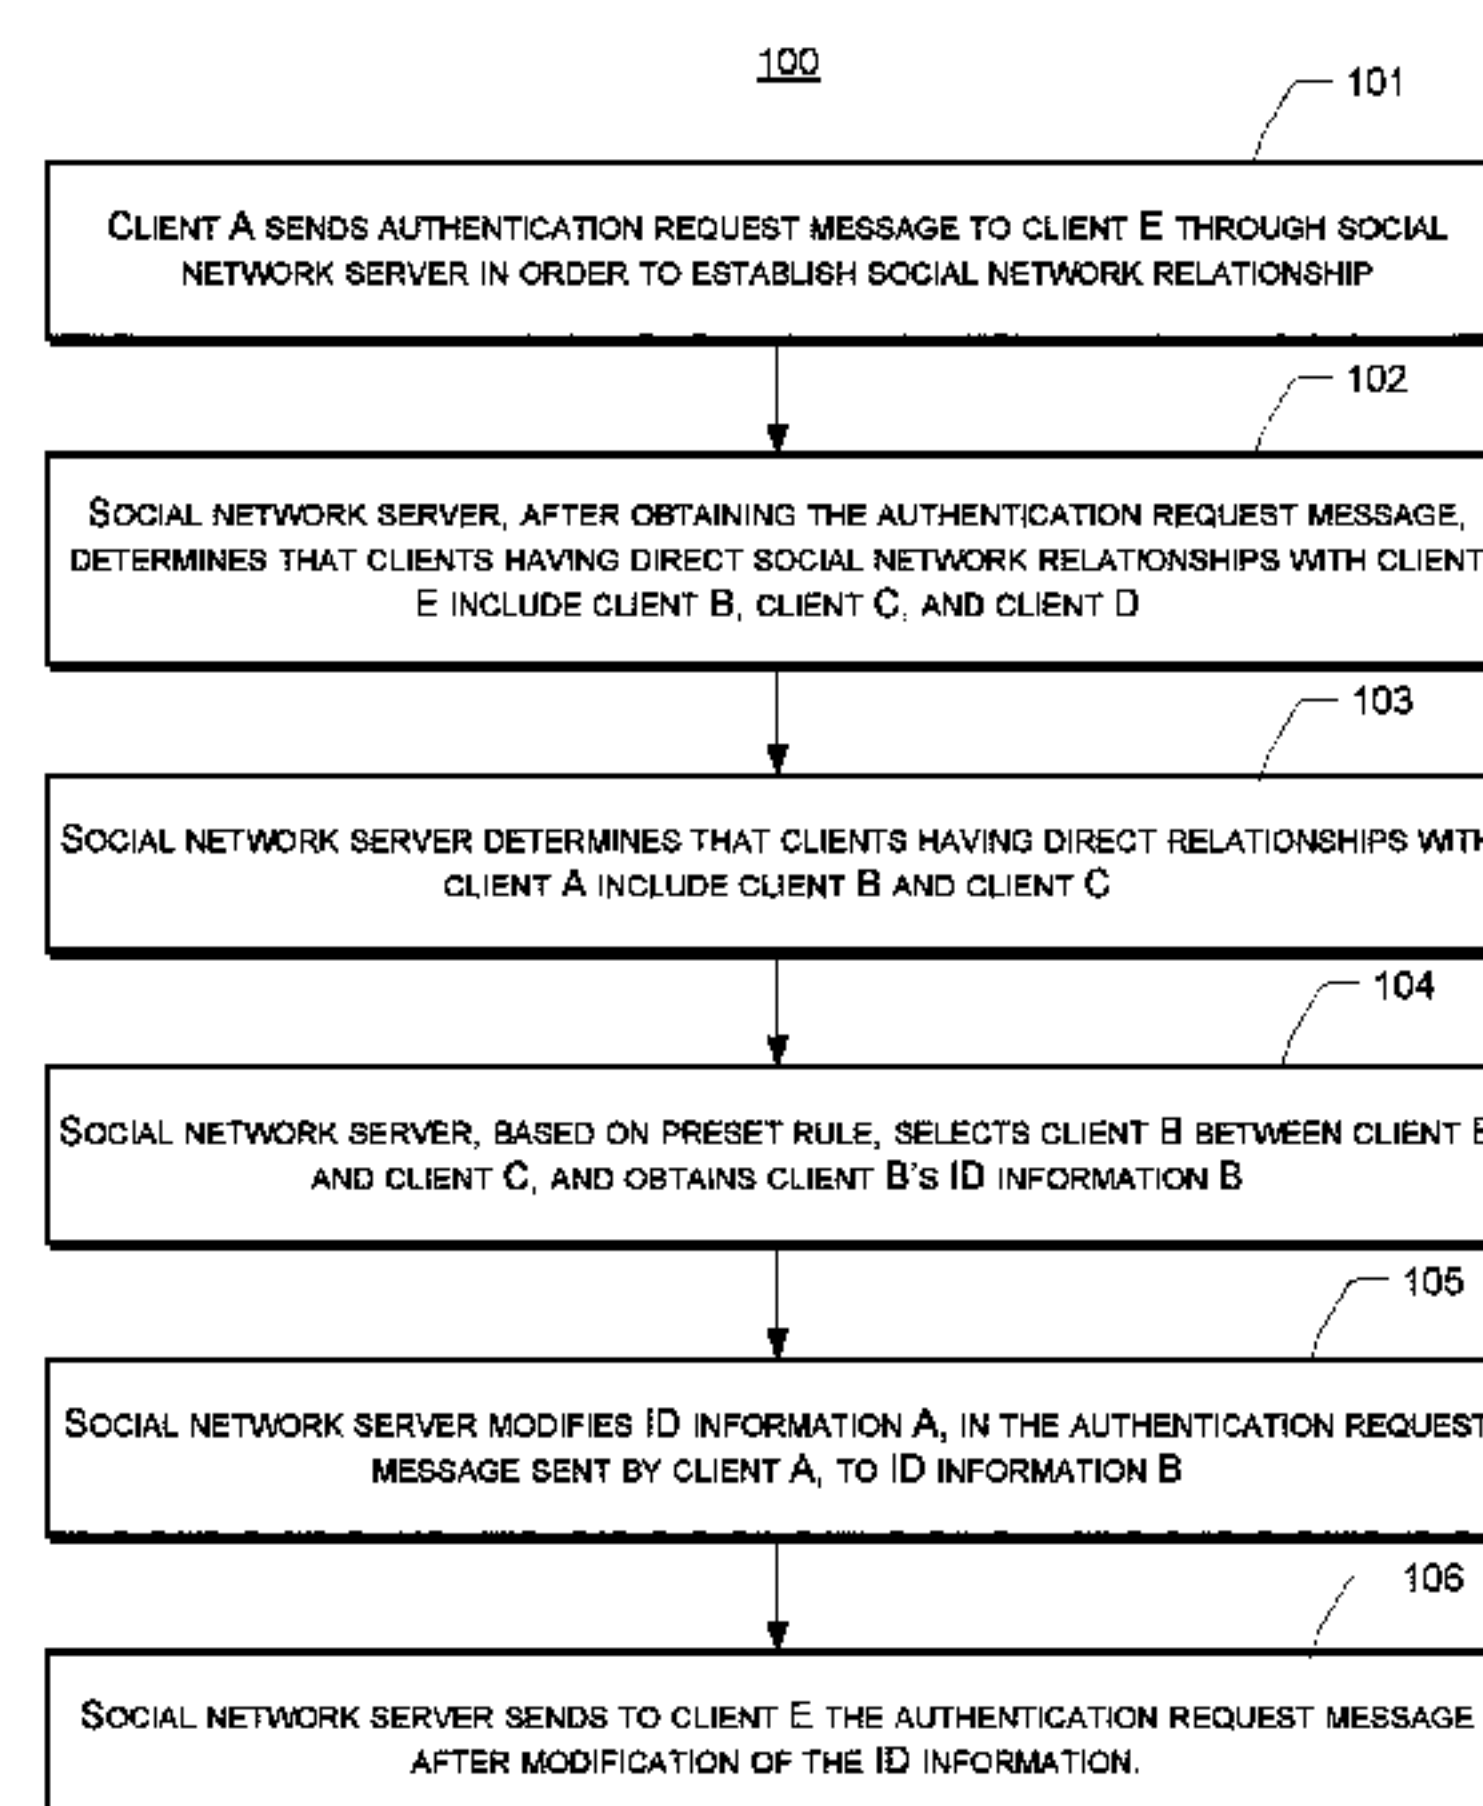 100
101
CLIENT A SENDS AUTHENTICATION REQUEST MESSAGE TO CLIENT E THROUGH SOCIAL
NETWORK SERVER IN ORDER TO ESTABLISH SOCIAL NETWORK RELATIONSHIP
102
SOCIAL NETWORK SERVER, AFTER OBTAINING THE AUTHENTICATION REQUEST MESSAGE,
DETERMINES THAT CLIENTS HAVING DIRECT SOCIAL NETWORK RELATIONSHIPS WITH CLIENT
E INCLUDE CLIENT B, CLIENT C, AND CLIENT D
103
SOCIAL NETWORK SERVER DETERMINES THAT CLIENTS HAVING DIRECT RELATIONSHIPS WITH
CLIENT A INCLUDE CLIENT B AND CLIENT C
104
SOCIAL NETWORK SERVER, BASED ON PRESET RULE, SELECTS CLIENT B BETWEEN CLIENT B
AND CLIENT C, AND OBTAINS CLIENT B'S ID INFORMATION B
105
SOCIAL NETWORK SERVER MODIFIES ID INFORMATION A, IN THE AUTHENTICATION REQUEST
MESSAGE SENT BY CLIENT A, TO ID INFORMATION B
106
SOCIAL NETWORK SERVER SENDS TO CLIENT E THE AUTHENTICATION REQUEST MESSAGE
AFTER MODIFICATION OF THE ID INFORMATION.